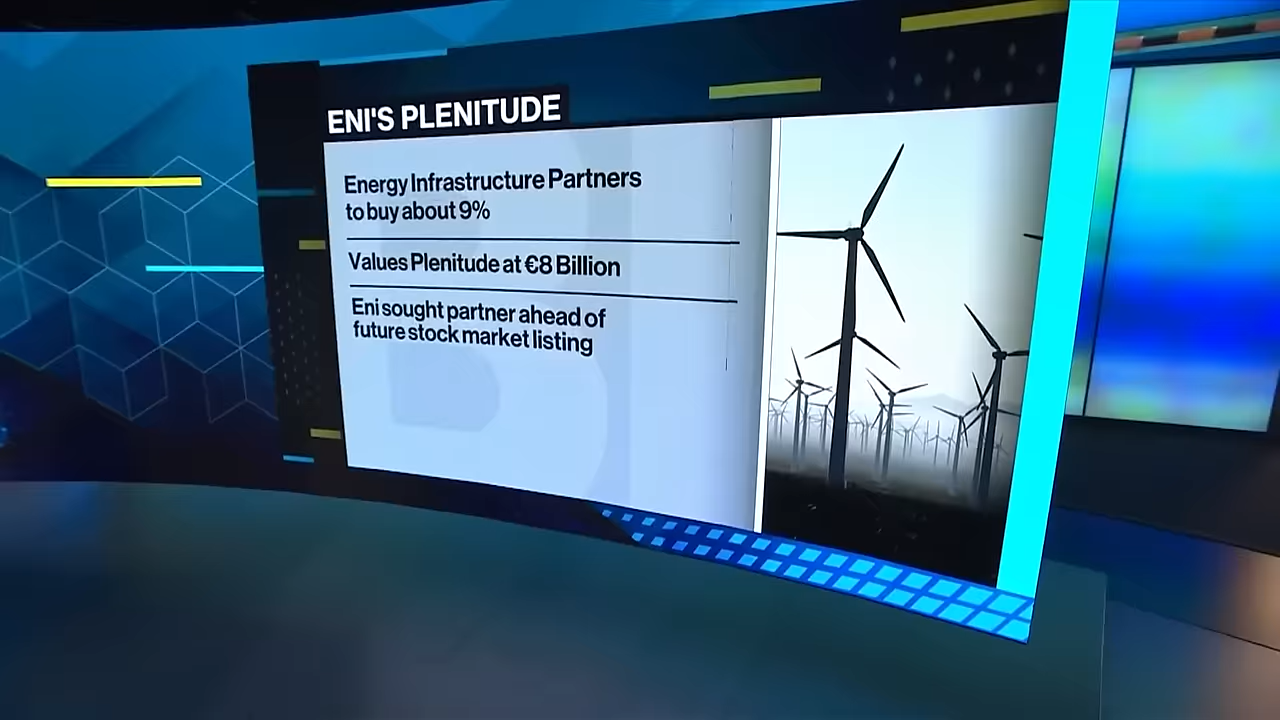 ENI'S PLENITUDE
Energy Infrastructure Partners
to buy about 9%
Values Plenitude at €8 Billion
Eni sought partner ahead of
future stock market listing